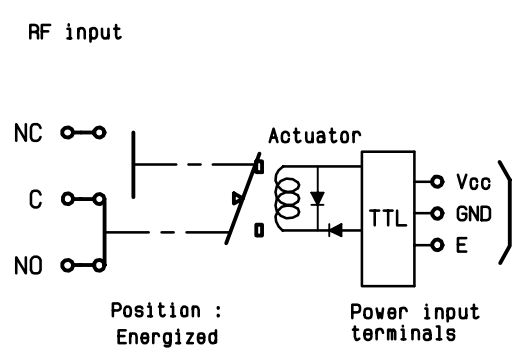 RF input
NC
C
NO
Actuator
TTL
Vcc
GND
E
Position :
Energized
Power input
terminals